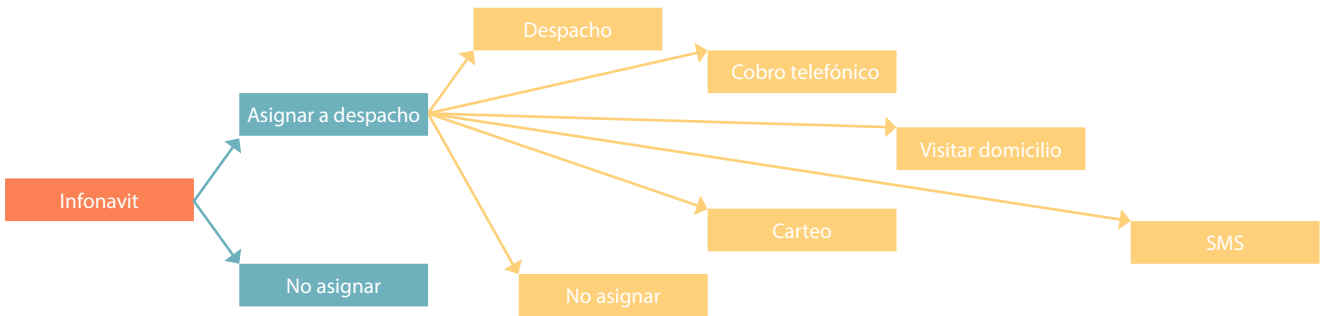 Despacho
Cobro telefónico
Asignar a despacho
Visitar domicilio
Infonavit
Carteo
SMS
No asignar
No asignar